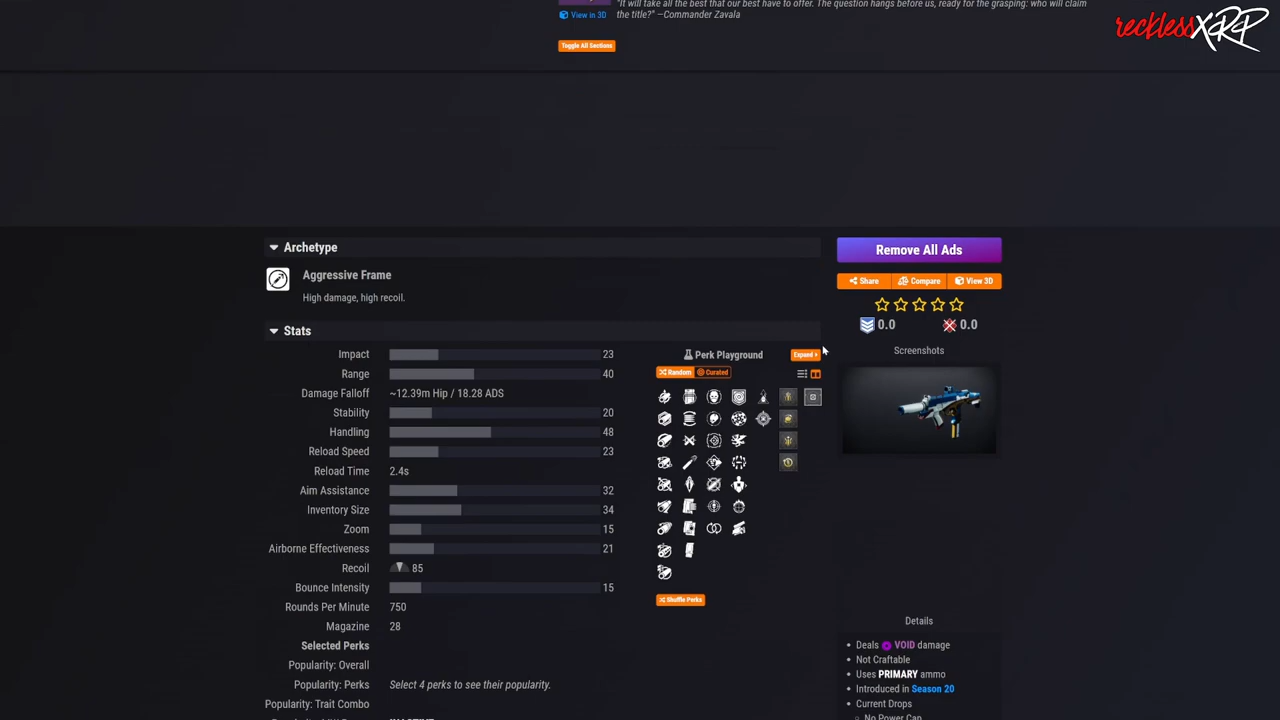 "It will take all the best that our best have to offer. The question hangs before us, ready for the grasping: who will claim
the title?" —Commander Zavala
View in 3D
Toggle All Sections
recklessXRP
Archetype
Aggressive Frame
High damage, high recoil.
Stats
Impact 23
Range 40
Damage Falloff ~12.39m Hip / 18.28 ADS
Stability 20
Handling 48
Reload Speed 23
Reload Time 2.4s
Aim Assistance 32
Inventory Size 34
Zoom 15
Airborne Effectiveness 21
Recoil 85
Bounce Intensity 15
Rounds Per Minute 750
Magazine 28
Selected Perks
Popularity: Overall
Popularity: Perks Select 4 perks to see their popularity.
Popularity: Trait Combo
Perk Playground Expand
Random Curated
Shuffle Perks
Remove All Ads
Share Compare View 3D
0.0 0.0
Screenshots
Details
• Deals VOID damage
• Not Craftable
• Uses PRIMARY ammo
• Introduced in Season 20
• Current Drops
No Power Cap